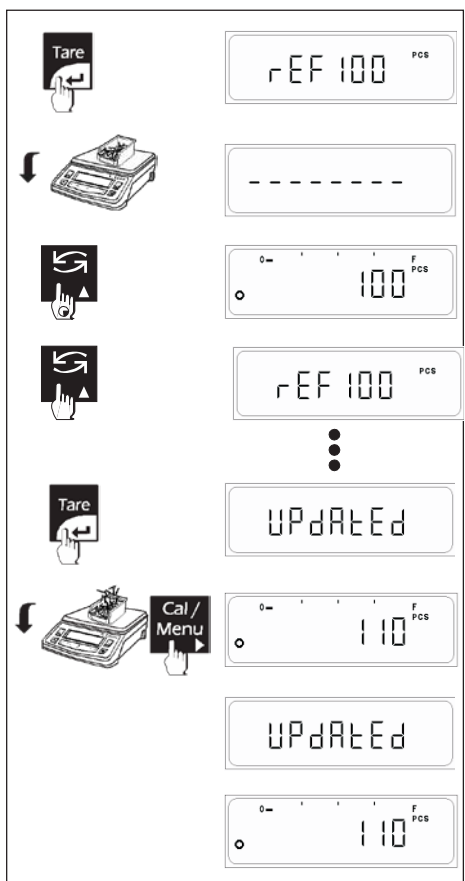 Tare
rEF 100 PCS
- - - - - - - -
0-
F
PCS
100
rEF 100 PCS
Tare
UPdAtEd
Cal /
Menu
0-
F
PCS
110
UPdAtEd
0-
F
PCS
110